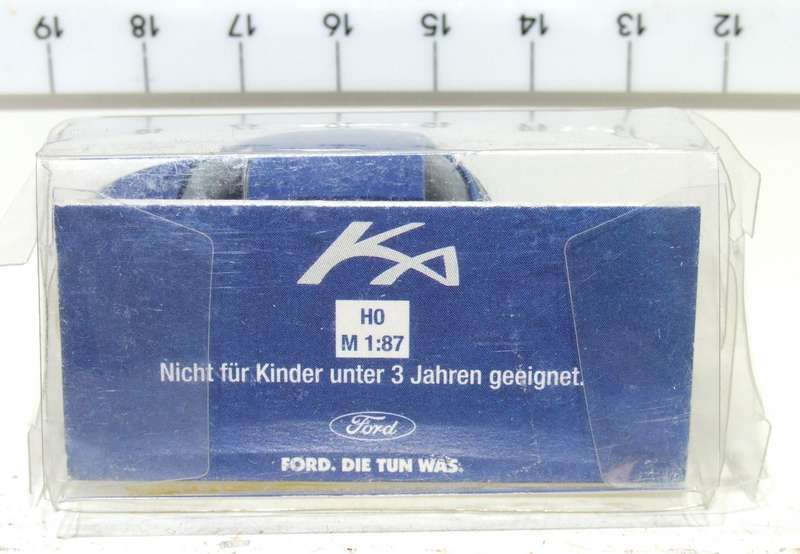 19 18 17 16 15 14 13 12
Ka
H0
M 1:87
Nicht für Kinder unter 3 Jahren geeignet.
Ford
FORD. DIE TUN WAS.